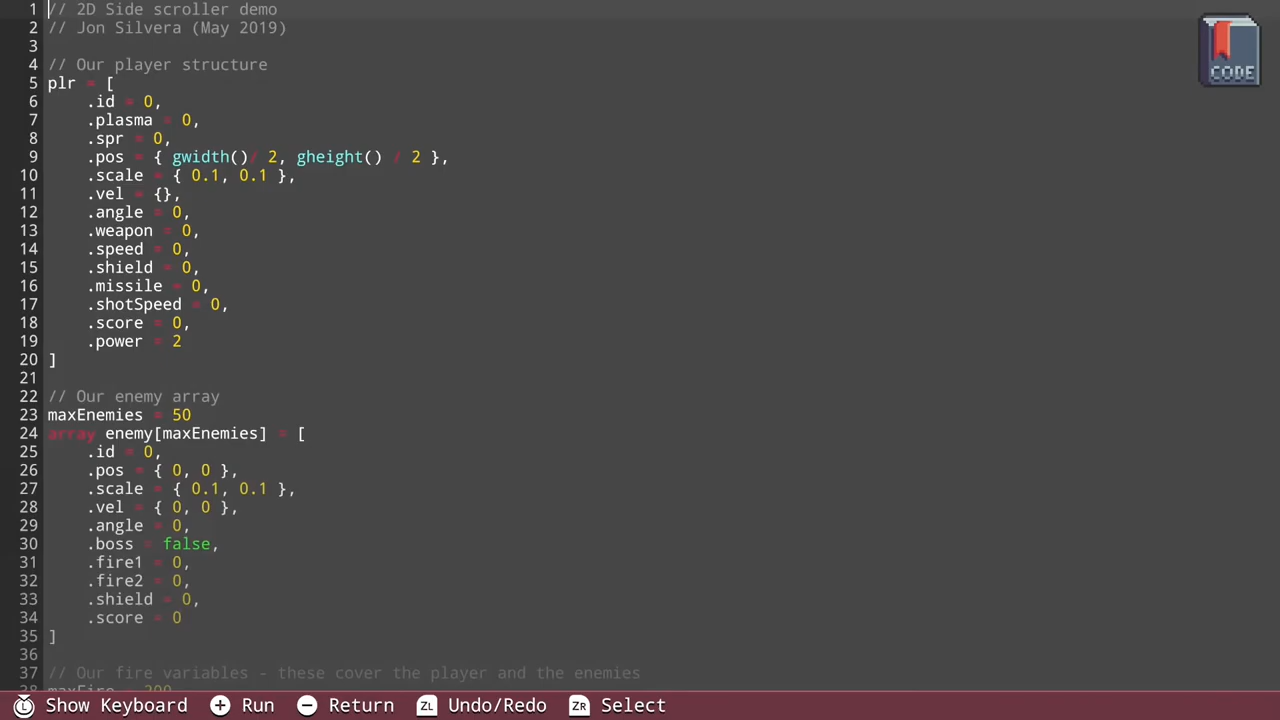 1 // 2D Side scroller demo
2 // Jon Silvera (May 2019)
3
4 // Our player structure
5 plr = [
6 .id = 0,
7 .plasma = 0,
8 .spr = 0,
9 .pos = { gwidth()/ 2, gheight() / 2 },
10 .scale = { 0.1, 0.1 },
11 .vel = {},
12 .angle = 0,
13 .weapon = 0,
14 .speed = 0,
15 .shield = 0,
16 .missile = 0,
17 .shotSpeed = 0,
18 .score = 0,
19 .power = 2
20 ]
21
22 // Our enemy array
23 maxEnemies = 50
24 array enemy[maxEnemies] = [
25 .id = 0,
26 .pos = { 0, 0 },
27 .scale = { 0.1, 0.1 },
28 .vel = { 0, 0 },
29 .angle = 0,
30 .boss = false,
31 .fire1 = 0,
32 .fire2 = 0,
33 .shield = 0,
34 .score = 0
35 ]
36
37 // Our fire variables - these cover the player and the enemies
38 maxFire = 200
CODE
L Show Keyboard + Run - Return ZL Undo/Redo ZR Select